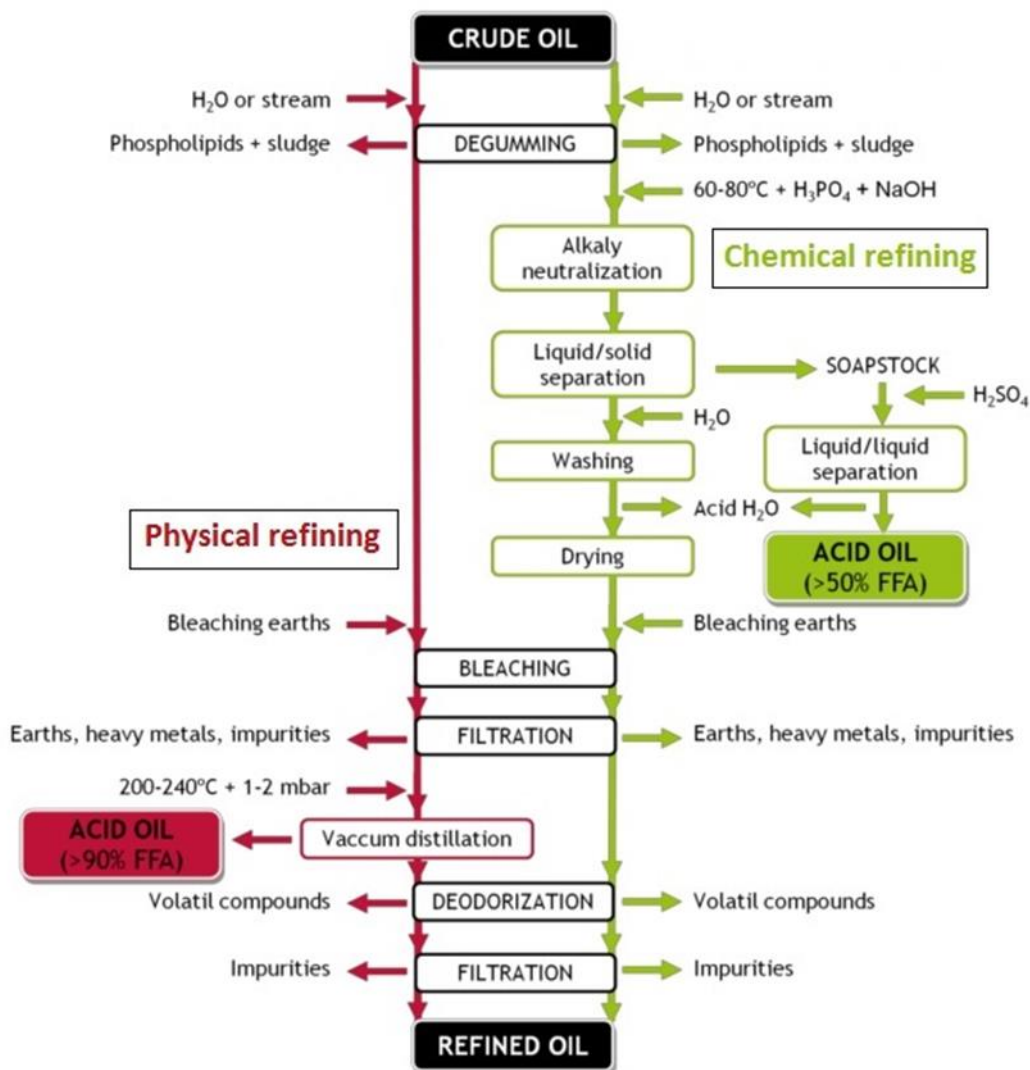 CRUDE OIL
H₂O or stream
H₂O or stream
Phospholipids + sludge
DEGUMMING
Phospholipids + sludge
60-80ºC + H₃PO₄ + NaOH
Alkaly
neutralization
Chemical refining
Liquid/solid
separation
SOAPSTOCK
H₂SO₄
H₂O
Washing
Liquid/liquid
separation
Acid H₂O
Physical refining
Drying
ACID OIL
(>50% FFA)
Bleaching earths
Bleaching earths
BLEACHING
Earths, heavy metals, impurities
FILTRATION
Earths, heavy metals, impurities
200-240ºC + 1-2 mbar
ACID OIL
(>90% FFA)
Vaccum distillation
Volatil compounds
DEODORIZATION
Volatil compounds
Impurities
FILTRATION
Impurities
REFINED OIL